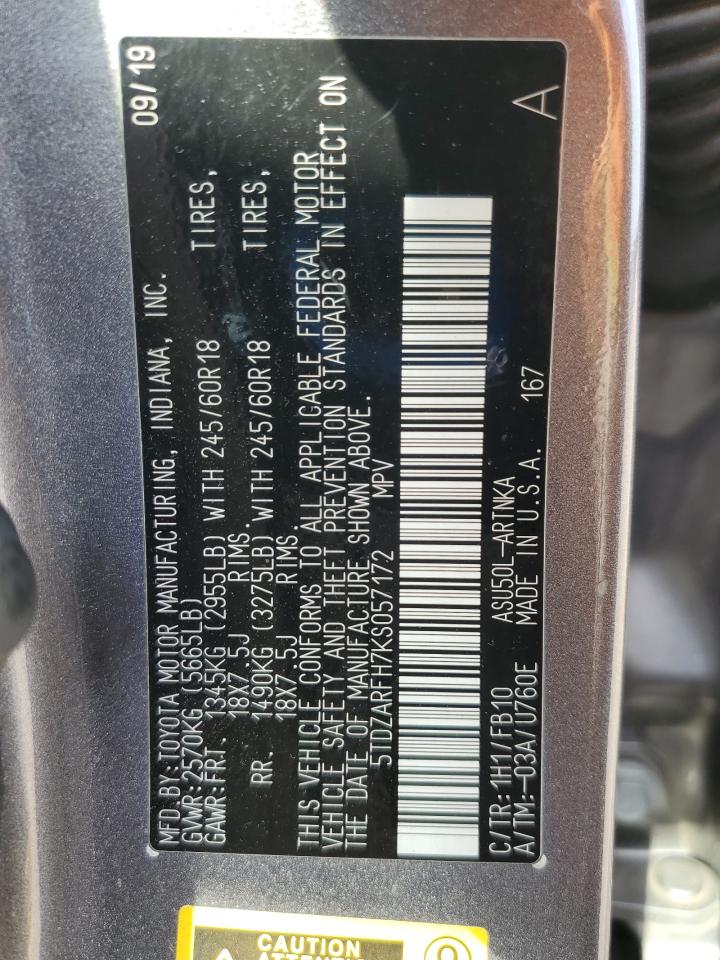 MFD BY:TOYOTA MOTOR MANUFACTURING, INDIANA, INC. 09/19
GVWR:2570KG (5665LB)
GAWR:FRT 1345KG (2955LB) WITH 245/60R18 TIRES,
18X7.5J RIMS.
RR. 1490KG (3275LB) WITH 245/60R18 TIRES,
18X7.5J RIMS.
THIS VEHICLE CONFORMS TO ALL APPLICABLE FEDERAL MOTOR
VEHICLE SAFETY AND THEFT PREVENTION STANDARDS IN EFFECT ON
THE DATE OF MANUFACTURE SHOWN ABOVE.
5TDZARFH7KS057172 MPV
C/TR:1H1/FB10 ASU50L-ARTNKA A
A/TM:-03A/U760E MADE IN U.S.A. 167
CAUTION